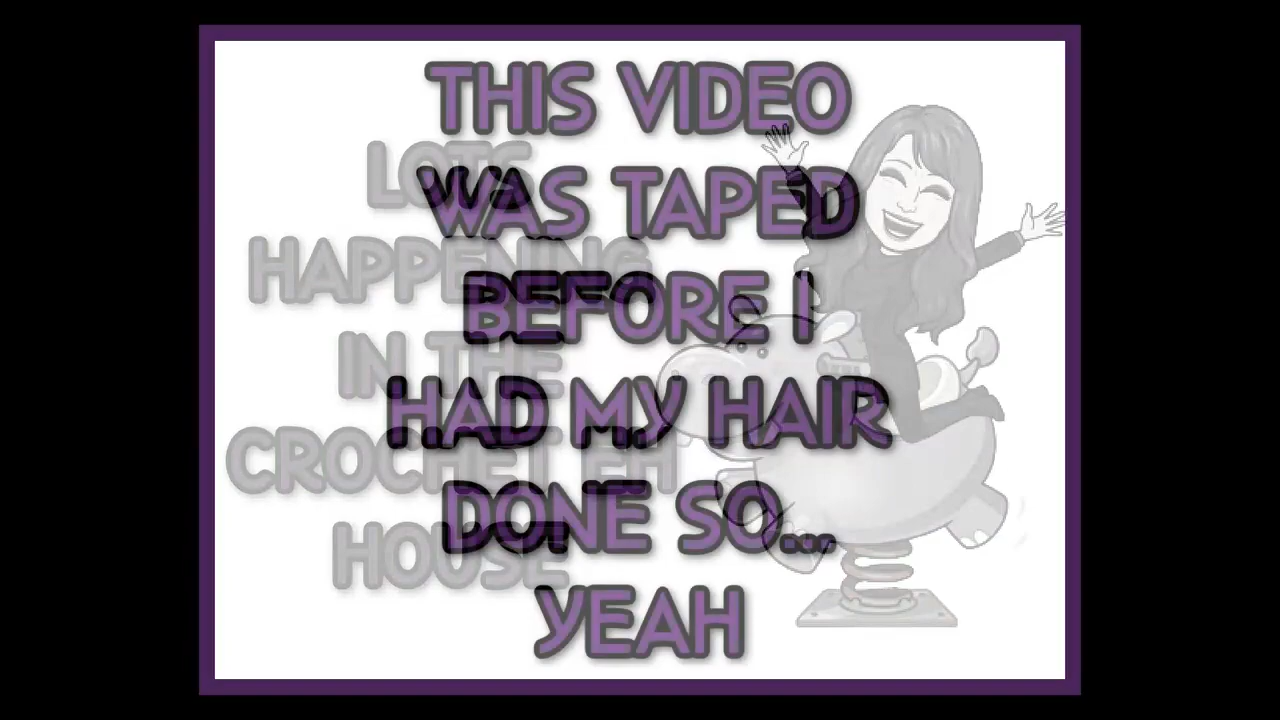 THIS VIDEO
WAS TAPED
BEFORE I
HAD MY HAIR
DONE SO...
YEAH
LOTS
HAPPENING
IN THE
CROCHET EH
HOUSE